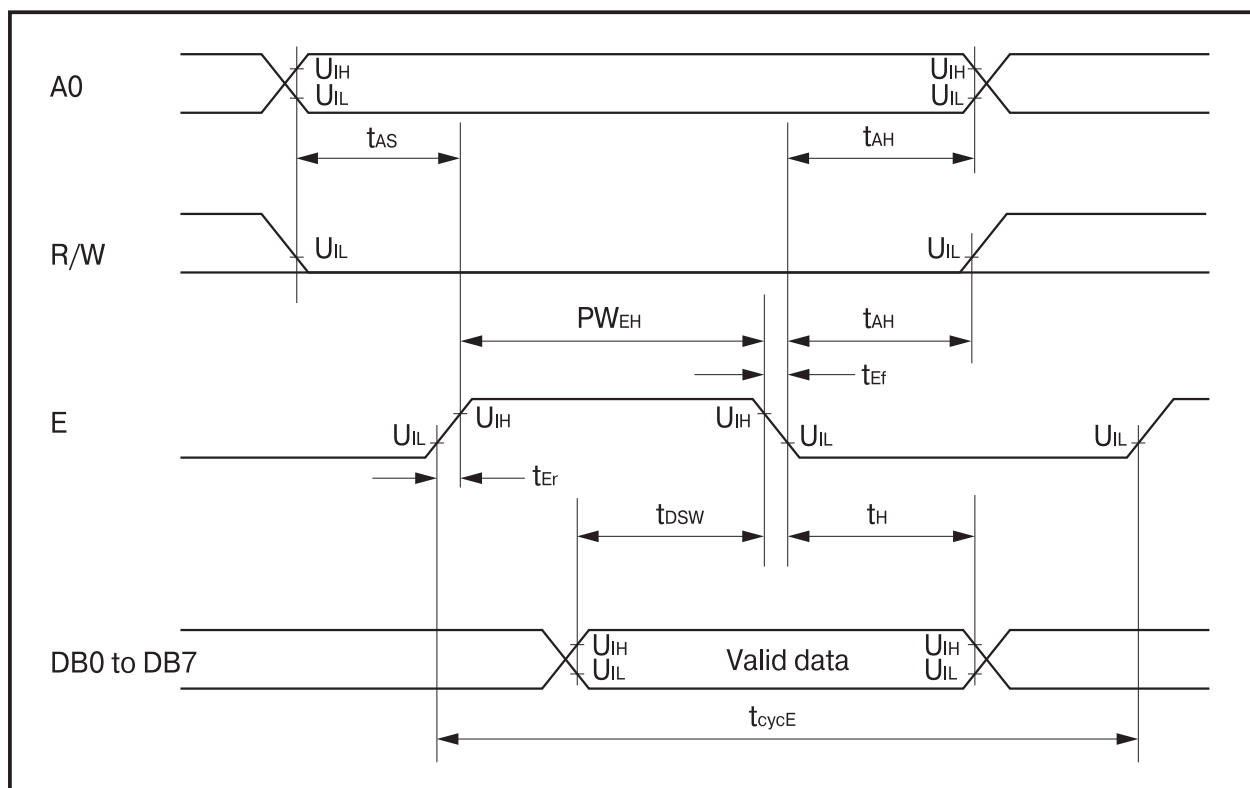 A0
UIH
UIL
UIH
UIL
tAS
tAH
R/W
UIL
UIL
PWEH
tAH
tEf
E
UIL
UIH
UIH
UIL
UIL
tEr
tDSW
tH
DB0 to DB7
UIH
UIL
Valid data
UIH
UIL
tcycE